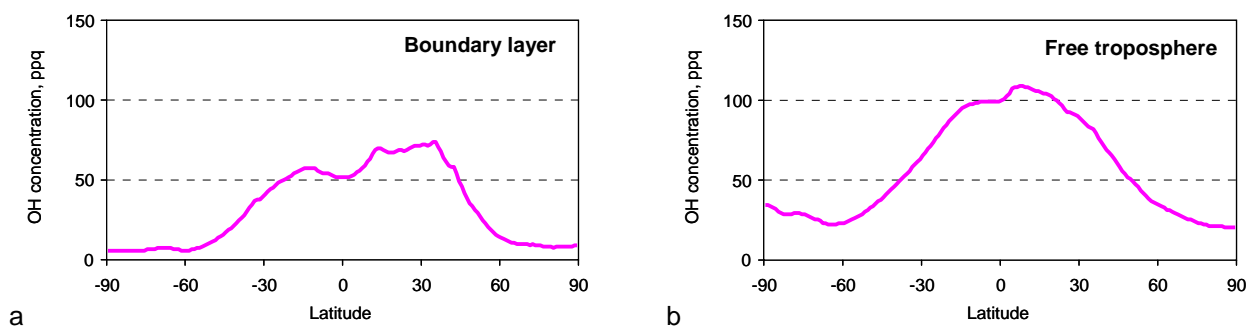 Boundary layer
OH concentration, ppq
150
100
50
0
-90 -60 -30 0 30 60 90
Latitude
a
Free troposphere
OH concentration, ppq
150
100
50
0
-90 -60 -30 0 30 60 90
Latitude
b